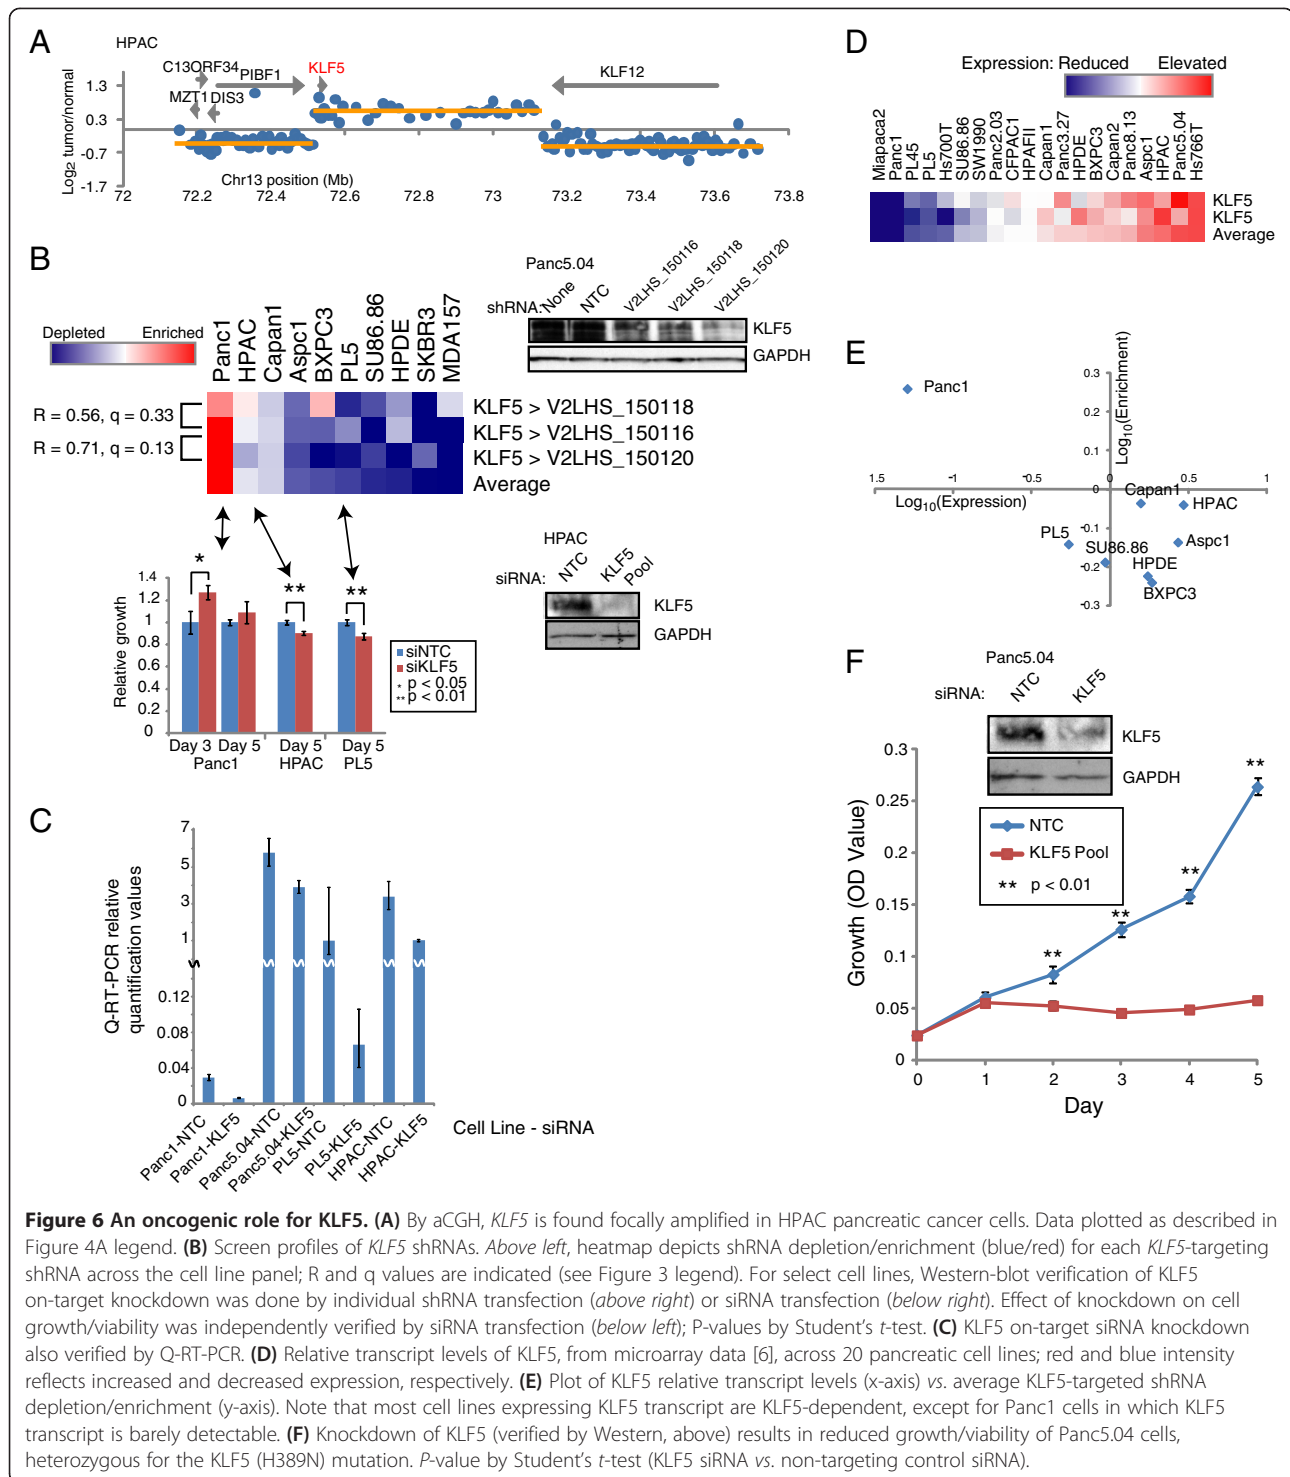 A
HPAC
C13ORF34
PIBF1
KLF5
KLF12
MZT1
DIS3
Log2 tumor/normal
1.3
0.3
-0.7
-1.7
Chr13 position (Mb)
72
72.2
72.4
72.6
72.8
73
73.2
73.4
73.6
73.8
B
Depleted
Enriched
Panc1
HPAC
Capan1
Aspc1
BXPC3
PL5
SU86.86
HPDE
SKBR3
MDA157
R = 0.56, q = 0.33
R = 0.71, q = 0.13
KLF5 > V2LHS_150118
KLF5 > V2LHS_150116
KLF5 > V2LHS_150120
Average
Panc5.04
shRNA:
None
NTC
V2LHS_150116
V2LHS_150118
V2LHS_150120
KLF5
GAPDH
HPAC
siRNA:
NTC
KLF5
Pool
KLF5
GAPDH
Relative growth
1.4
1.2
1
0.8
0.6
0.4
0.2
0
*
**
**
siNTC
siKLF5
* p < 0.05
** p < 0.01
Day 3 Day 5
Panc1
Day 5
HPAC
Day 5
PL5
C
Q-RT-PCR relative
quantification values
7
5
3
1
0.12
0.08
0.04
0
Panc1-NTC
Panc1-KLF5
Panc5.04-NTC
Panc5.04-KLF5
PL5-NTC
PL5-KLF5
HPAC-NTC
HPAC-KLF5
Cell Line - siRNA
D
Expression: Reduced Elevated
Miapaca2
Panc1
PL45
PL5
Hs700T
SU86.86
SW1990
Panc2.03
CFPAC1
HPAFII
Capan1
Panc3.27
HPDE
BXPC3
Capan2
Panc8.13
Aspc1
HPAC
Panc5.04
Hs766T
KLF5
KLF5
Average
E
Log10(Enrichment)
0.3
0.2
0.1
0
-0.1
-0.2
-0.3
-1.5
-1
-0.5
0
0.5
1
Log10(Expression)
Panc1
Capan1
HPAC
PL5
SU86.86
Aspc1
HPDE
BXPC3
F
Panc5.04
siRNA:
NTC
KLF5
KLF5
GAPDH
Growth (OD Value)
0.3
0.25
0.2
0.15
0.1
0.05
0
NTC
KLF5 Pool
** p < 0.01
**
**
**
**
0
1
2
3
4
5
Day
Figure 6 An oncogenic role for KLF5. (A) By aCGH, KLF5 is found focally amplified in HPAC pancreatic cancer cells. Data plotted as described in
Figure 4A legend. (B) Screen profiles of KLF5 shRNAs. Above left, heatmap depicts shRNA depletion/enrichment (blue/red) for each KLF5-targeting
shRNA across the cell line panel; R and q values are indicated (see Figure 3 legend). For select cell lines, Western-blot verification of KLF5
on-target knockdown was done by individual shRNA transfection (above right) or siRNA transfection (below right). Effect of knockdown on cell
growth/viability was independently verified by siRNA transfection (below left); P-values by Student's t-test. (C) KLF5 on-target siRNA knockdown
also verified by Q-RT-PCR. (D) Relative transcript levels of KLF5, from microarray data [6], across 20 pancreatic cell lines; red and blue intensity
reflects increased and decreased expression, respectively. (E) Plot of KLF5 relative transcript levels (x-axis) vs. average KLF5-targeted shRNA
depletion/enrichment (y-axis). Note that most cell lines expressing KLF5 transcript are KLF5-dependent, except for Panc1 cells in which KLF5
transcript is barely detectable. (F) Knockdown of KLF5 (verified by Western, above) results in reduced growth/viability of Panc5.04 cells,
heterozygous for the KLF5 (H389N) mutation. P-value by Student's t-test (KLF5 siRNA vs. non-targeting control siRNA).